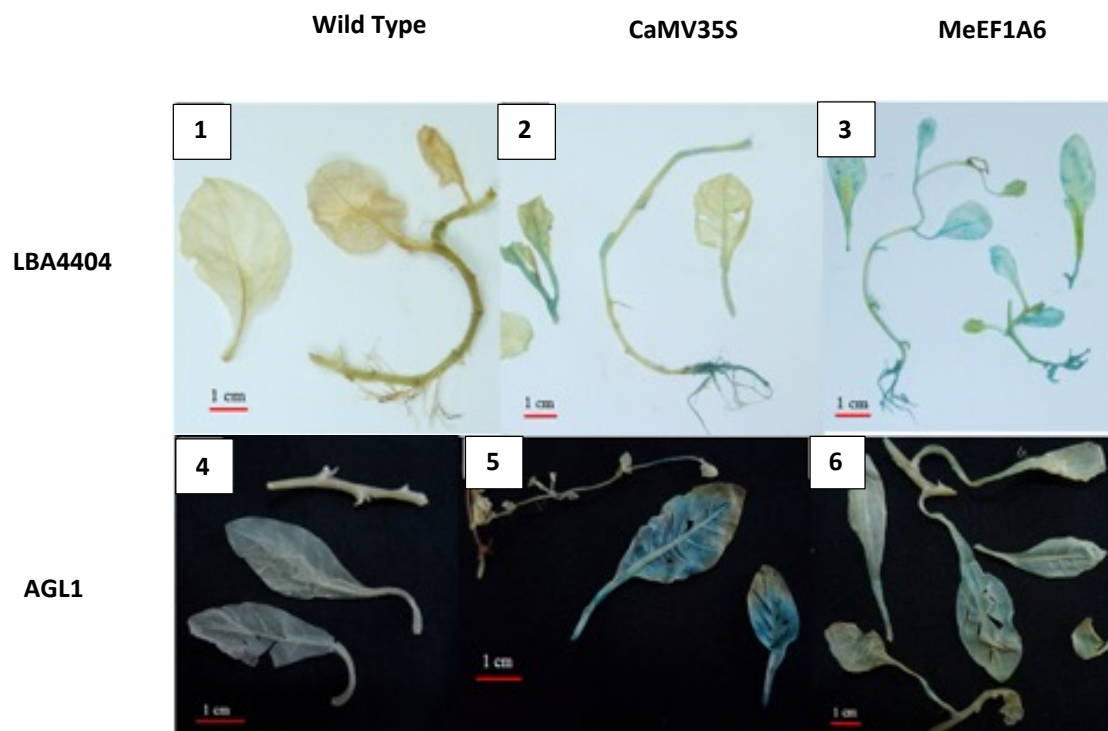 Wild Type CaMV35S MeEF1A6
1 2 3
LBA4404
1 cm 1 cm 1 cm
4 5 6
AGL1
1 cm 1 cm 1 cm